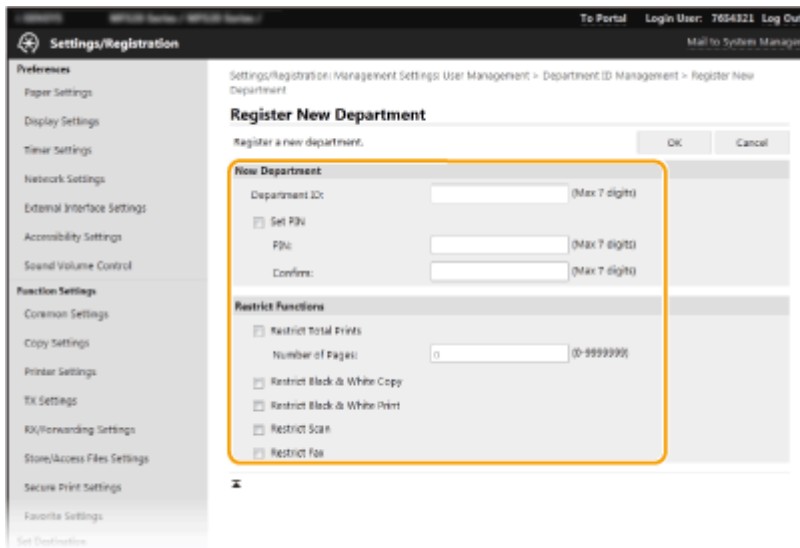 To Portal Login User: 7654321 Log Out
Settings/Registration
Mail to System Manager
Preferences
Paper Settings
Display Settings
Timer Settings
Network Settings
External Interface Settings
Accessibility Settings
Sound Volume Control
Function Settings
Common Settings
Copy Settings
Printer Settings
TX Settings
RX/Forwarding Settings
Store/Access Files Settings
Secure Print Settings
Favorite Settings
Set Destination
Settings/Registration: Management Settings: User Management > Department ID Management > Register New
Department
Register New Department
Register a new department.
OK Cancel
New Department
Department ID: (Max 7 digits)
Set PIN
PIN: (Max 7 digits)
Confirm: (Max 7 digits)
Restrict Functions
Restrict Total Prints
Number of Pages: 0 (0-9999999)
Restrict Black & White Copy
Restrict Black & White Print
Restrict Scan
Restrict Fax